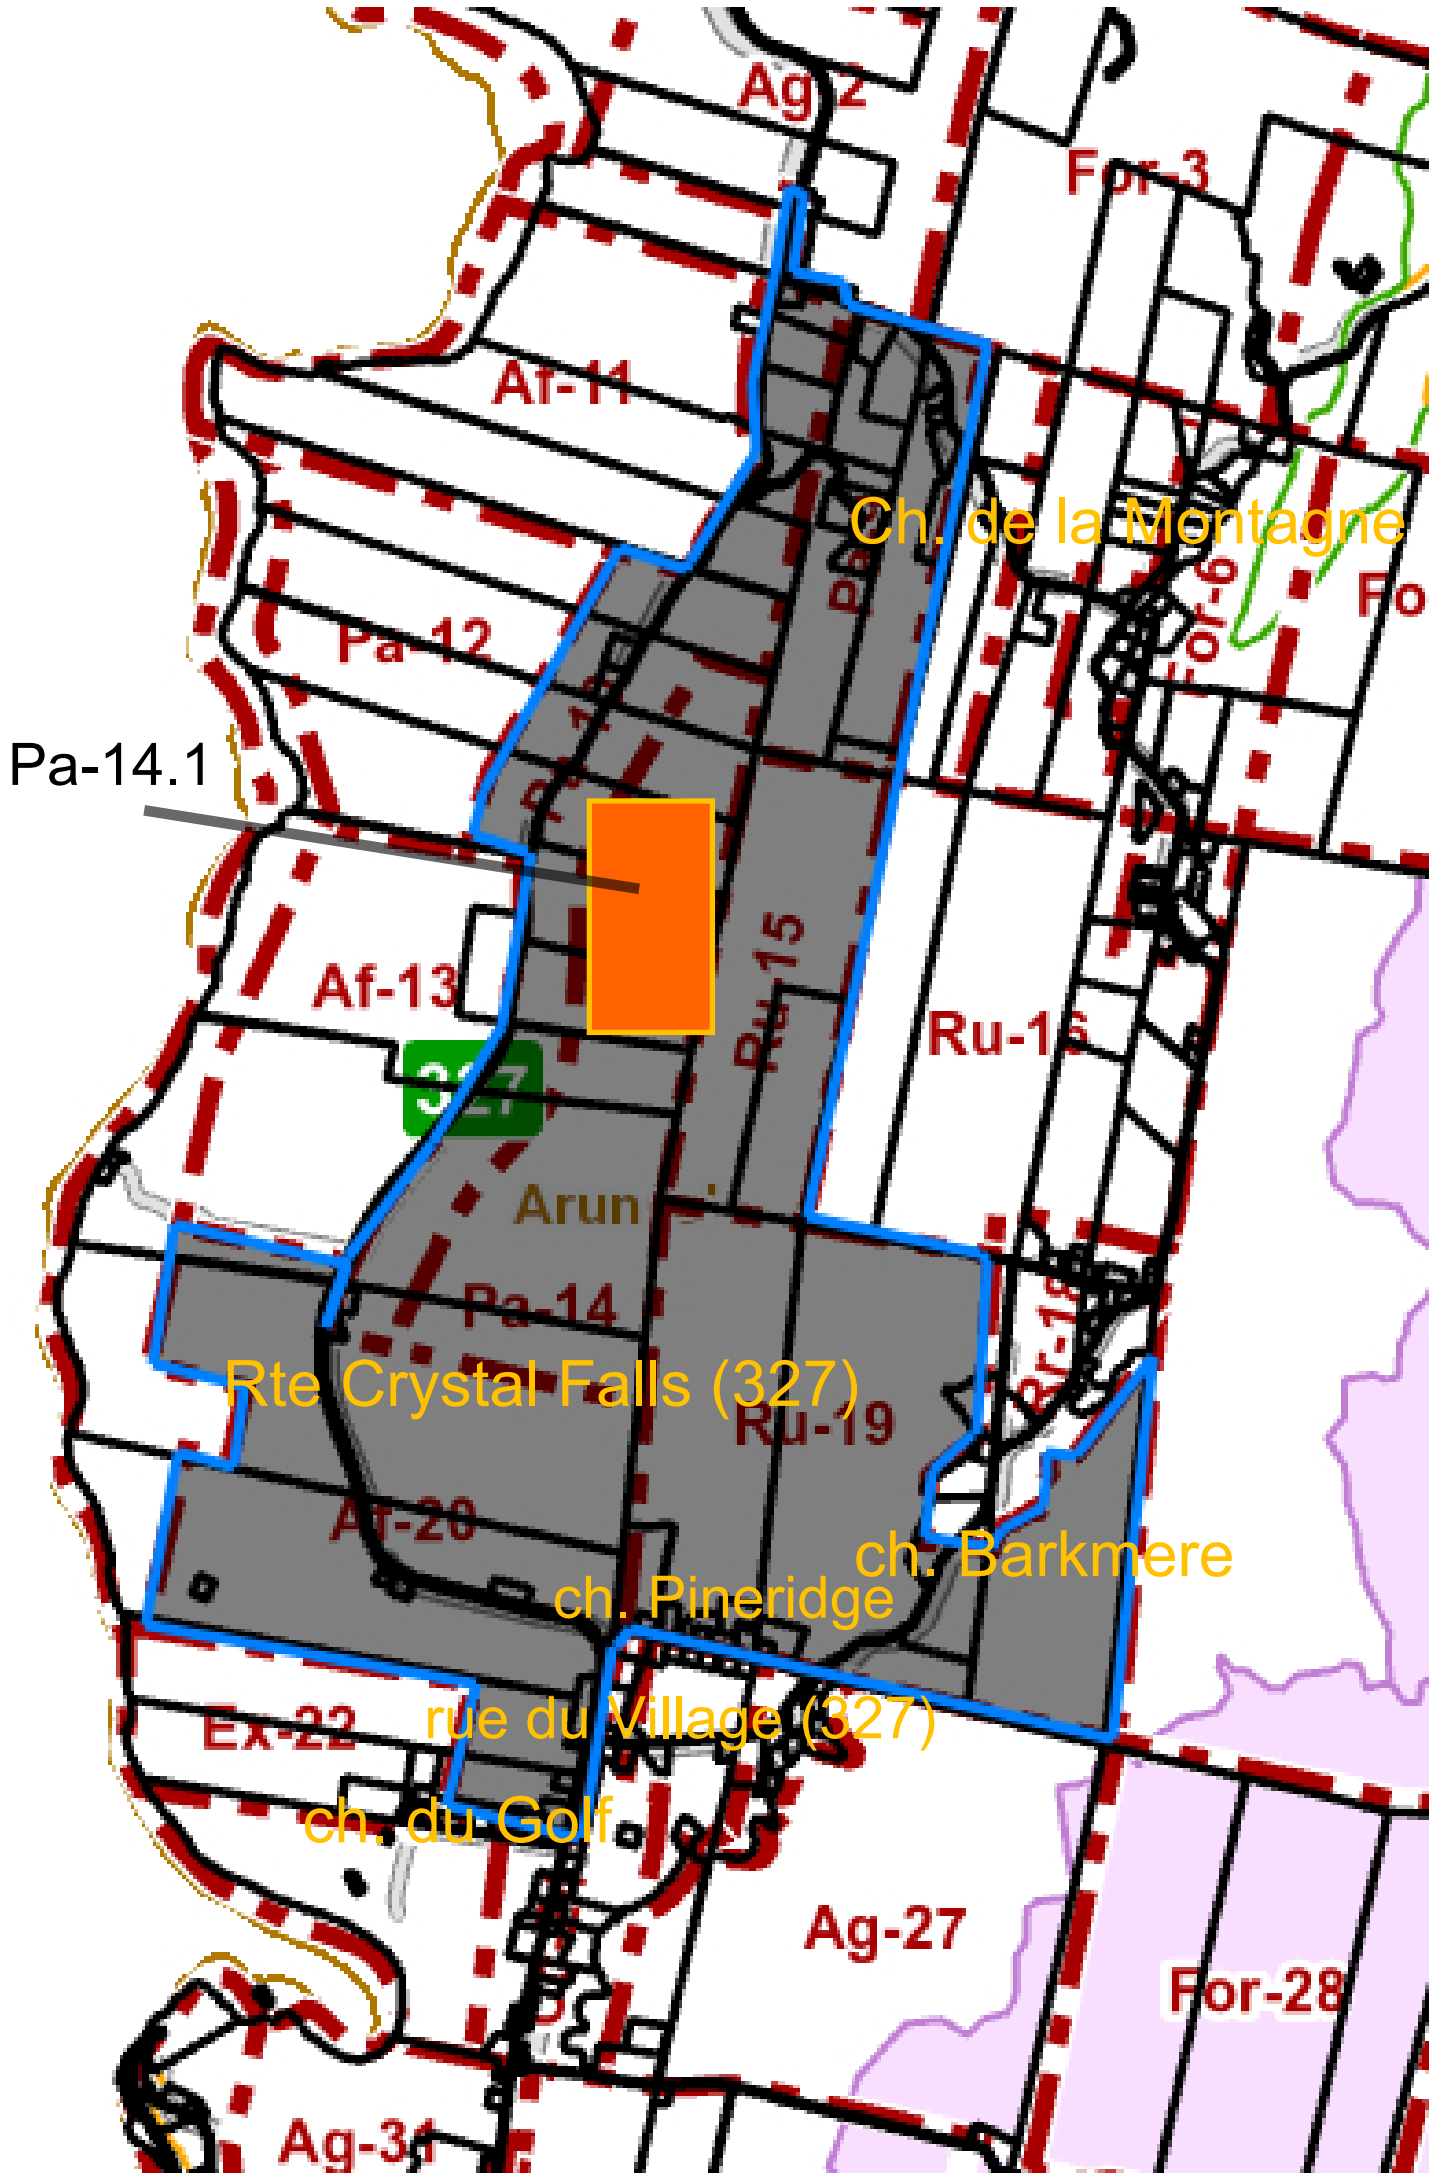 Ag-2
For-3
Af-11
Ch. de la Montagne
For-6
Fo
Pa-12
Pa-14.1
Ru-15
Af-13
Ru-16
327
Arun
Pa-14
Rr-18
Rte Crystal Falls (327)
Ru-19
Af-20
ch. Barkmere
ch. Pineridge
rue du Village (327)
Ex-22
ch. du Golf
Ag-27
For-28
Ag-31